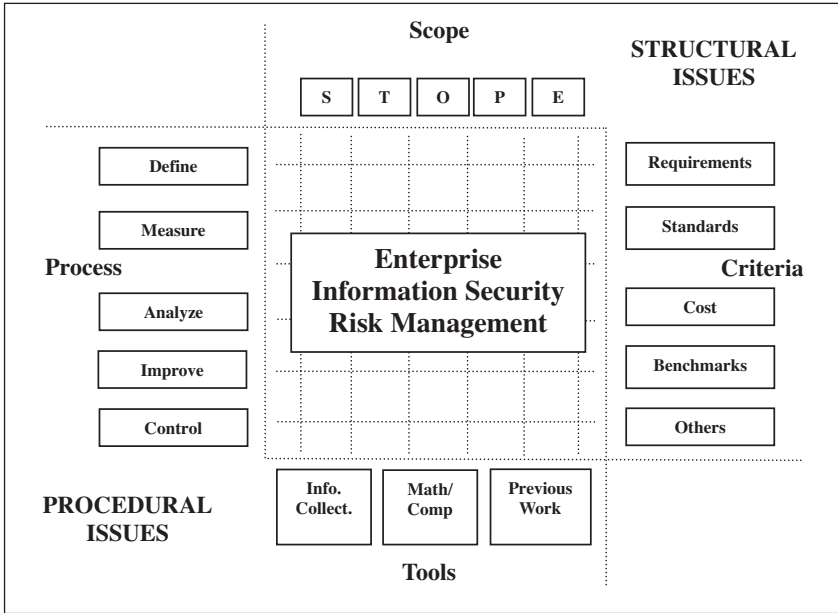 Scope
STRUCTURAL
ISSUES
S T O P E
Define
Measure
Process
Analyze
Improve
Control
Enterprise
Information Security
Risk Management
Requirements
Standards
Criteria
Cost
Benchmarks
Others
PROCEDURAL
ISSUES
Info.
Collect.
Math/
Comp
Previous
Work
Tools